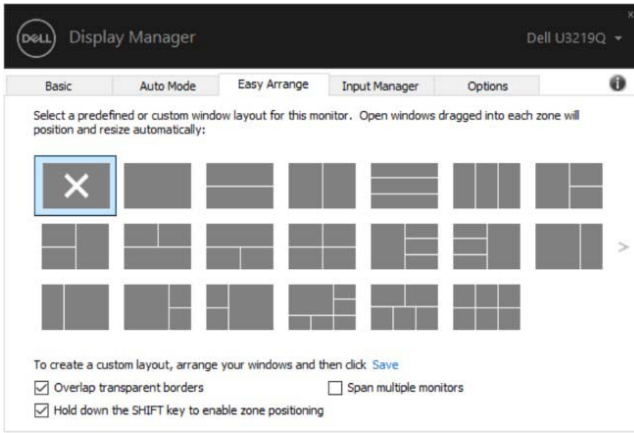 DELL Display Manager
Dell U3219Q
Basic Auto Mode Easy Arrange Input Manager Options
Select a predefined or custom window layout for this monitor. Open windows dragged into each zone will
position and resize automatically:
To create a custom layout, arrange your windows and then click Save
Overlap transparent borders
Span multiple monitors
Hold down the SHIFT key to enable zone positioning